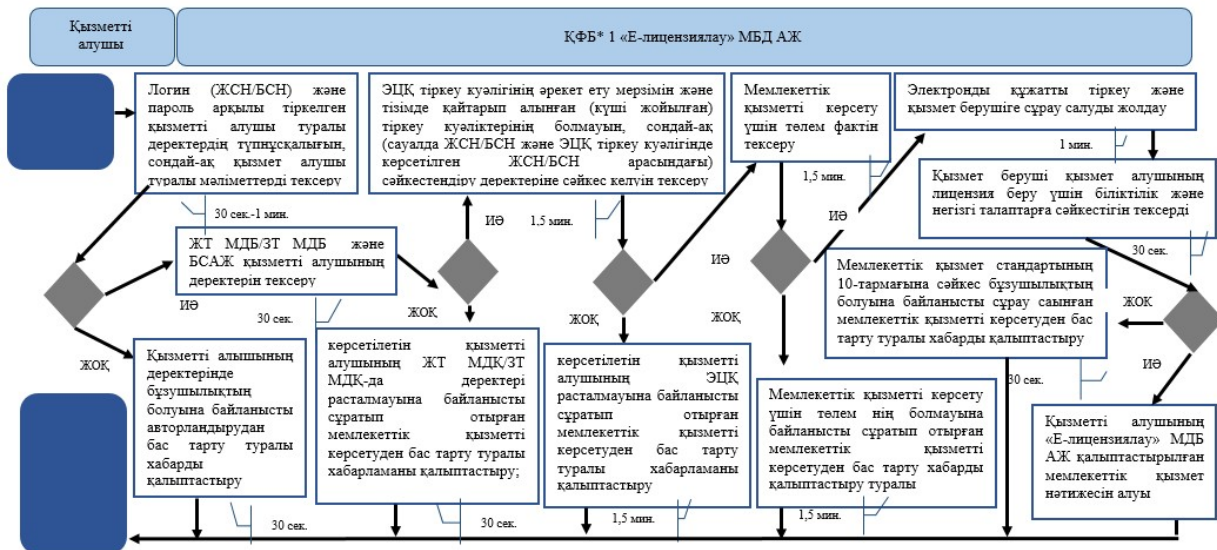 Қызметті
алушы
ҚФБ* 1 «Е-лицензиялау» МБД АЖ
Логин (ЖСН/БСН) және
пароль арқылы тіркелген
қызметті алушы туралы
деректердің түпнұсқалығын,
сондай-ақ қызмет алушы
туралы мәліметтерді тексеру
ЭЦҚ тіркеу куәлігінің әрекет ету мерзімін және
тізімде қайтарып алынған (күші жойылған)
тіркеу куәліктерінің болмауын, сондай-ақ
(сауалда ЖСН/БСН және ЭЦҚ тіркеу куәлігінде
көрсетілген ЖСН/БСН арасындағы)
сәйкестендіру деректеріне сәйкес келуін тексеру
Мемлекеттік
қызметті көрсету
үшін төлем фактін
тексеру
Электронды құжатты тіркеу және
қызмет берушіге сұрау салуды жолдау
1 мин.
1,5 мин.
Қызмет беруші қызмет алушының
лицензия беру үшін біліктілік және
негізгі талаптарға сәйкестігін тексерді
30 сек.-1 мин.
ИӘ
1,5 мин.
ИӘ
ИӘ
30 сек.
ЖТ МДБ/ЗТ МДБ және
БСАЖ қызметті алушының
деректерін тексеру
Мемлекеттік қызмет стандартының
10-тармағына сәйкес бұзушылықтың
болуына байланысты сұрау саынған
мемлекеттік қызметті көрсетуден бас
тарту туралы хабарды қалыптастыру
ИӘ
30 сек.
ЖОҚ
ЖОҚ
ЖОҚ
ЖОҚ
ЖОҚ
ИӘ
30 сек.
Қызметті алышының
деректерінде
бұзушылықтың
болуына байланысты
авторландырудан
бас тарту туралы
хабарды
қалыптастыру
көрсетілетін қызметті
алушының ЖТ МДҚ/ЗТ
МДҚ-да деректері
расталмауына байланысты
сұратып отырған
мемлекеттік қызметті
көрсетуден бас тарту туралы
хабарламаны қалыптастыру;
көрсетілетін қызметті
алушының ЭЦҚ
расталмауына байланысты
сұратып отырған
мемлекеттік қызметті
көрсетуден бас тарту
туралы хабарламаны
қалыптастыру
Мемлекеттік қызметті көрсету
үшін төлем нің болмауына
байланысты сұратып отырған
мемлекеттік қызметті
көрсетуден бас тарту хабарды
қалыптастыру туралы
Қызметті алушының
«Е-лицензиялау» МДБ
АЖ қалыптастырылған
мемлекеттік қызмет
нәтижесін алуы
30 сек.
30 сек.
1,5 мин.
1,5 мин.